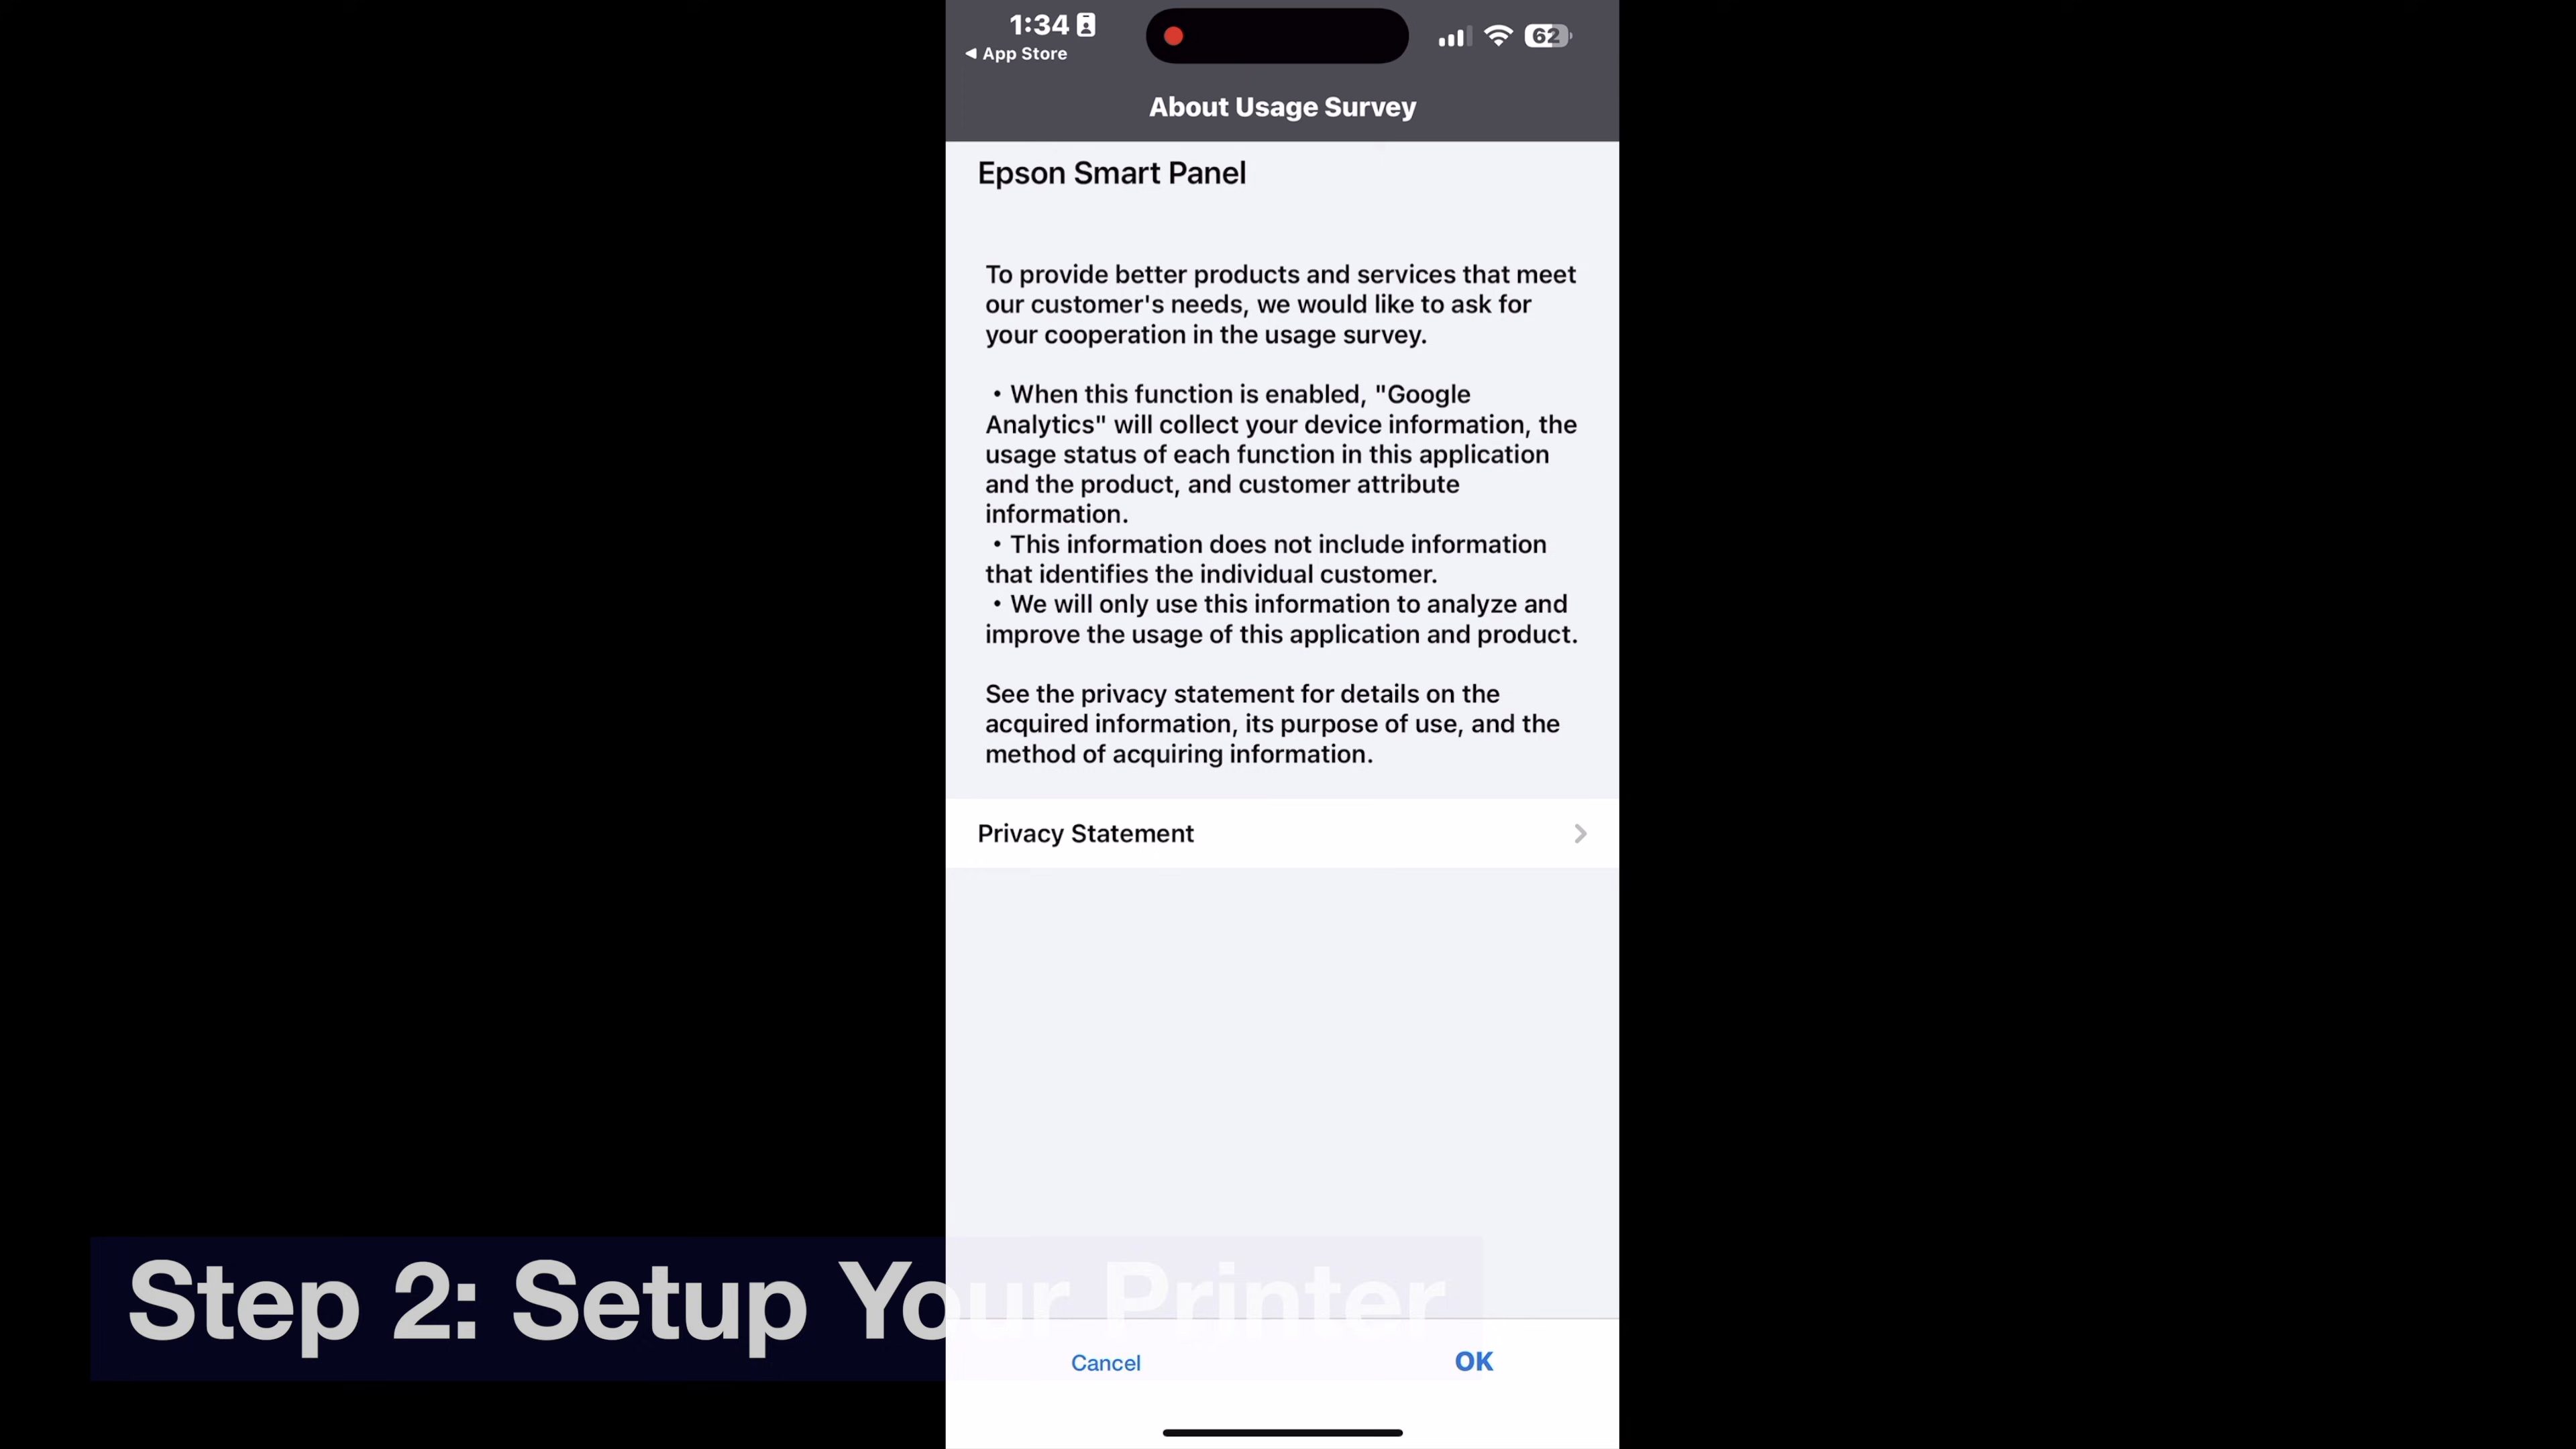 1:34
62
◀ App Store
About Usage Survey
Epson Smart Panel
To provide better products and services that meet
our customer's needs, we would like to ask for
your cooperation in the usage survey.
• When this function is enabled, "Google
Analytics" will collect your device information, the
usage status of each function in this application
and the product, and customer attribute
information.
• This information does not include information
that identifies the individual customer.
• We will only use this information to analyze and
improve the usage of this application and product.
See the privacy statement for details on the
acquired information, its purpose of use, and the
method of acquiring information.
Privacy Statement
Step 2: Setup Your Printer
Cancel
OK